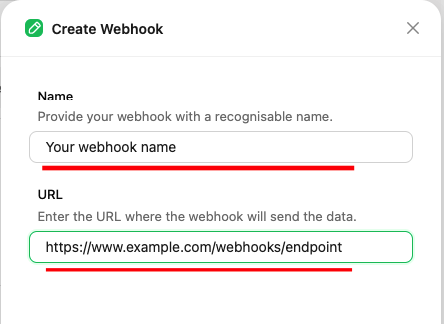 Create Webhook
Name
Provide your webhook with a recognisable name.
Your webhook name
URL
Enter the URL where the webhook will send the data.
https://www.example.com/webhooks/endpoint